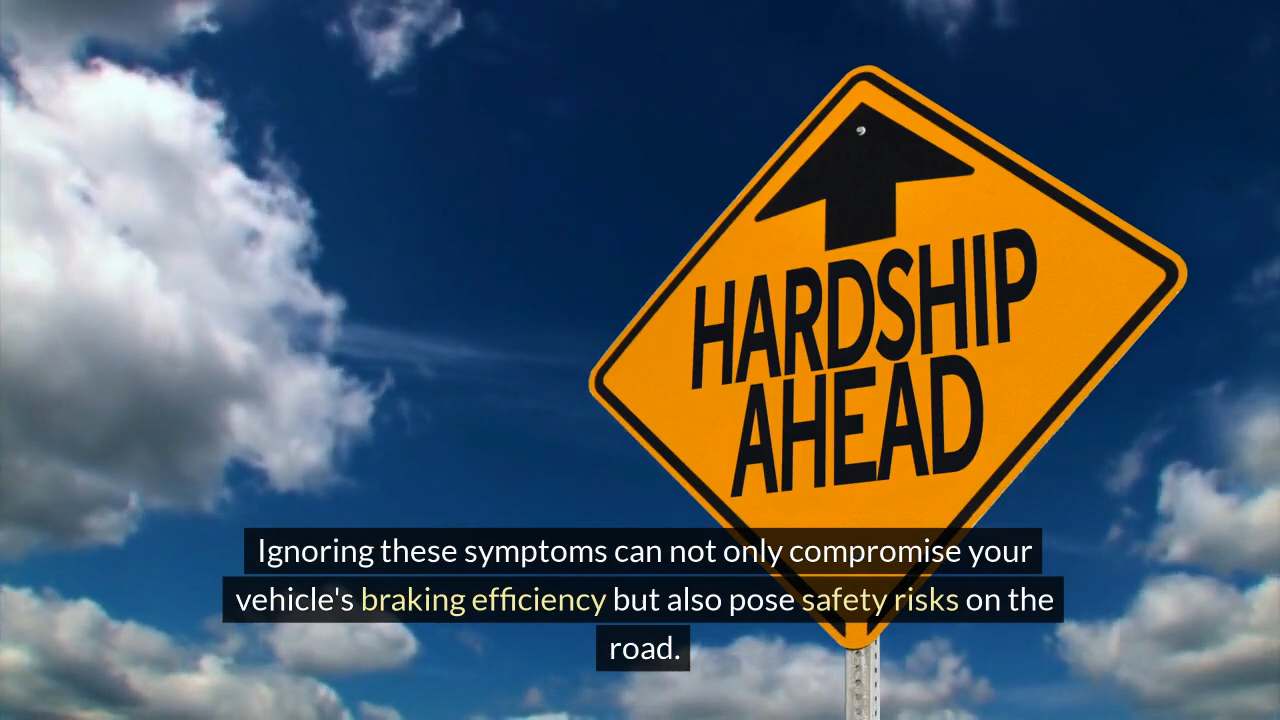 HARDSHIP
AHEAD
Ignoring these symptoms can not only compromise your
vehicle's braking efficiency but also pose safety risks on the
road.